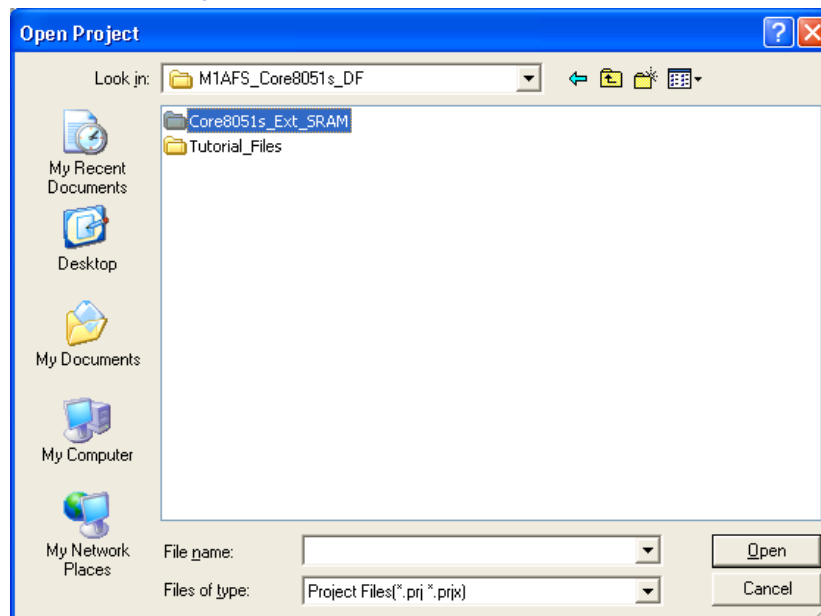 Open Project
Look in:
M1AFS_Core8051s_DF
Core8051s_Ext_SRAM
Tutorial_Files
My Recent
Documents
Desktop
My Documents
My Computer
My Network
Places
File name:
Open
Files of type:
Project Files(*.prj *.prjx)
Cancel